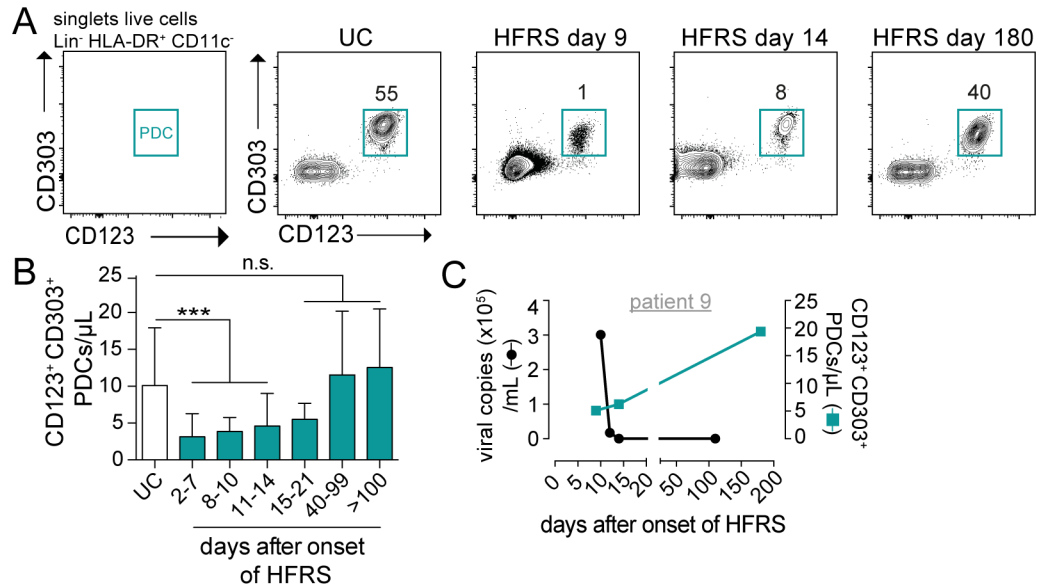 A
singlets live cells
Lin⁻ HLA-DR⁺ CD11c⁻
UC
HFRS day 9
HFRS day 14
HFRS day 180
PDC
55
1
8
40
CD303
CD303
CD123
CD123
B
n.s.
***
CD123⁺ CD303⁺
PDCs/µL
25
20
15
10
5
0
UC
2-7
8-10
11-14
15-21
40-99
>100
days after onset
of HFRS
C
patient 9
viral copies (x10⁵)
/mL (●)
4
3
2
1
0
25
20
15
10
5
0
CD123⁺ CD303⁺
PDCs/µL (■)
0
5
10
15
20
50
100
150
200
days after onset of HFRS